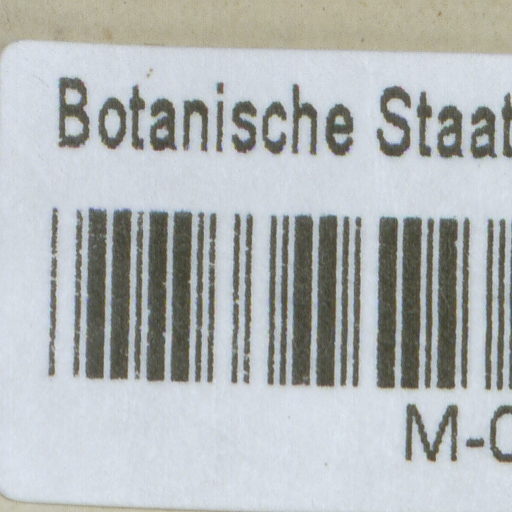 Botanische Staat
M-